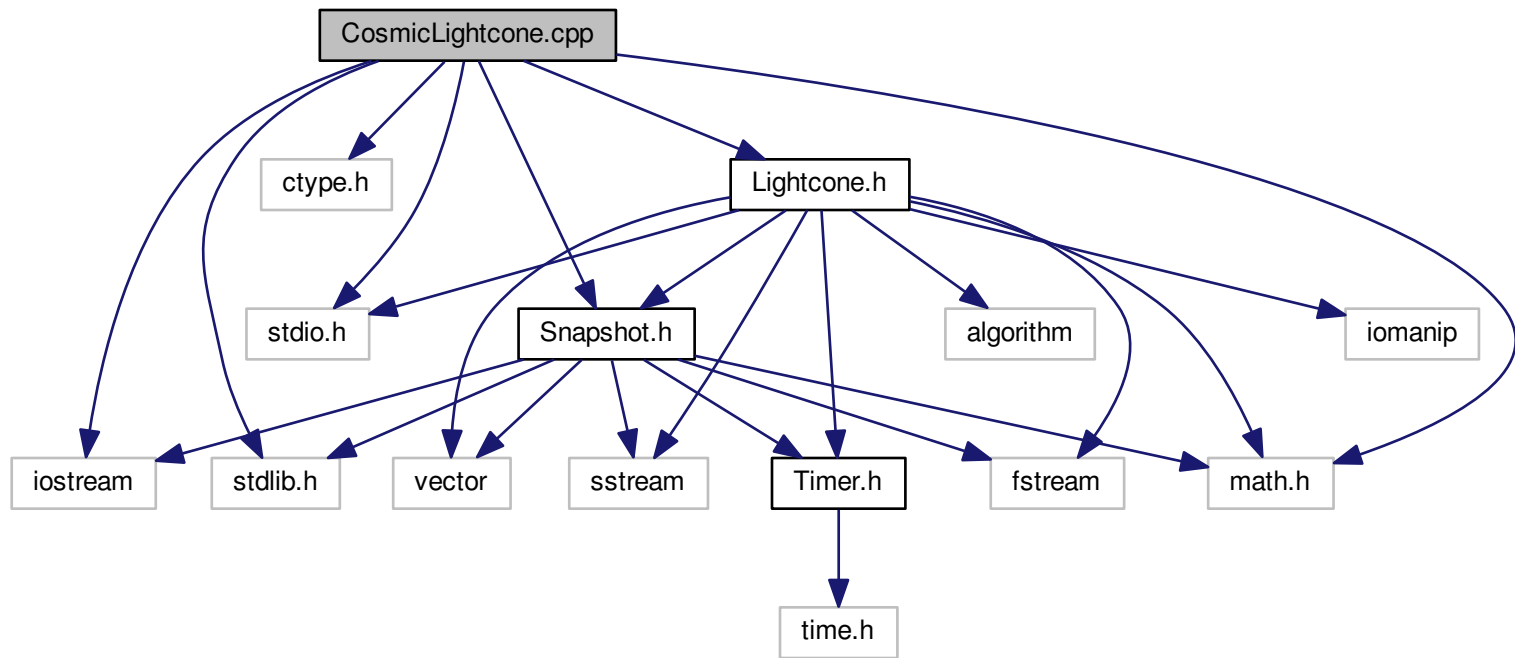 CosmicLightcone.cpp
ctype.h
Lightcone.h
stdio.h
Snapshot.h
algorithm
iomanip
iostream
stdlib.h
vector
sstream
Timer.h
fstream
math.h
time.h